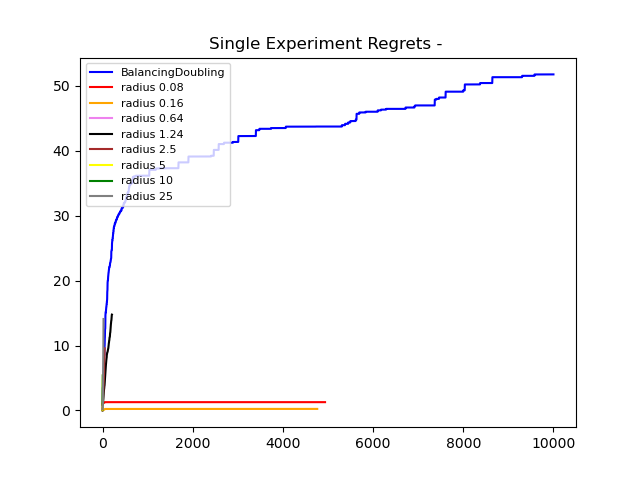 Single Experiment Regrets -
BalancingDoubling
radius 0.08
radius 0.16
radius 0.64
radius 1.24
radius 2.5
radius 5
radius 10
radius 25
50
40
30
20
10
0
0 2000 4000 6000 8000 10000